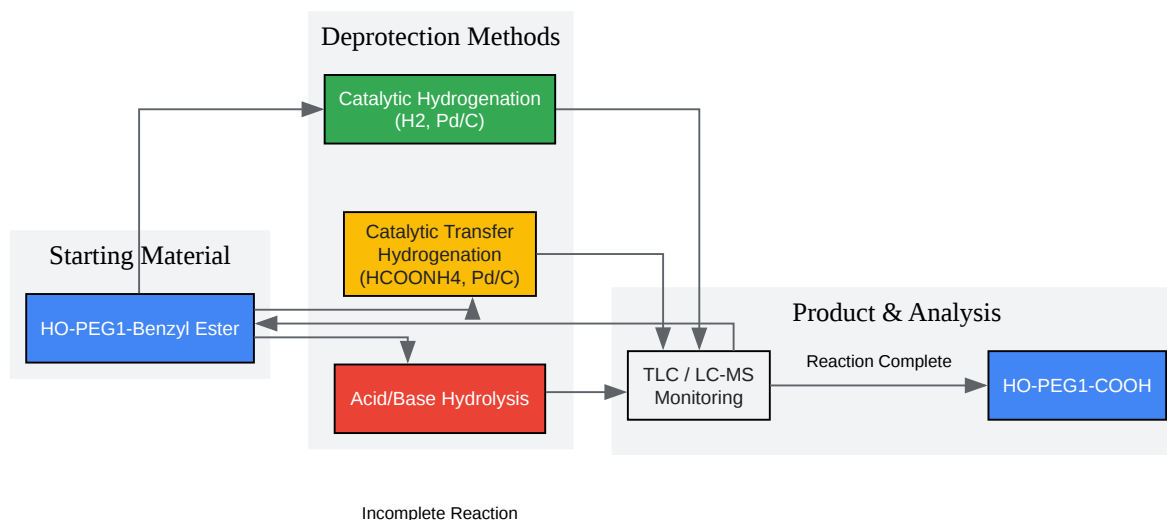 Deprotection Methods
Catalytic Hydrogenation
(H2, Pd/C)
Catalytic Transfer
Hydrogenation
(HCOONH4, Pd/C)
Starting Material
HO-PEG1-Benzyl Ester
Acid/Base Hydrolysis
Product & Analysis
TLC / LC-MS
Monitoring
Reaction Complete
HO-PEG1-COOH
Incomplete Reaction